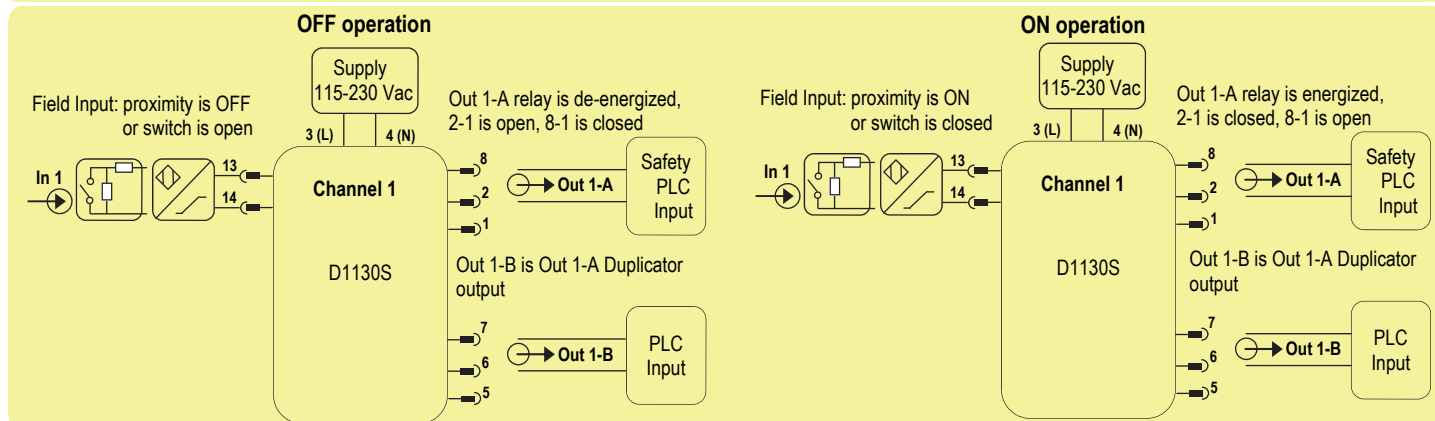 OFF operation
Supply
115-230 Vac
Field Input: proximity is OFF
or switch is open
Out 1-A relay is de-energized,
2-1 is open, 8-1 is closed
3 (L)
4 (N)
In 1
13
14
Channel 1
D1130S
8
2
1
Out 1-A
Safety
PLC
Input
Out 1-B is Out 1-A Duplicator
output
7
6
5
Out 1-B
PLC
Input
ON operation
Supply
115-230 Vac
Field Input: proximity is ON
or switch is closed
Out 1-A relay is energized,
2-1 is closed, 8-1 is open
3 (L)
4 (N)
In 1
13
14
Channel 1
D1130S
8
2
1
Out 1-A
Safety
PLC
Input
Out 1-B is Out 1-A Duplicator
output
7
6
5
Out 1-B
PLC
Input